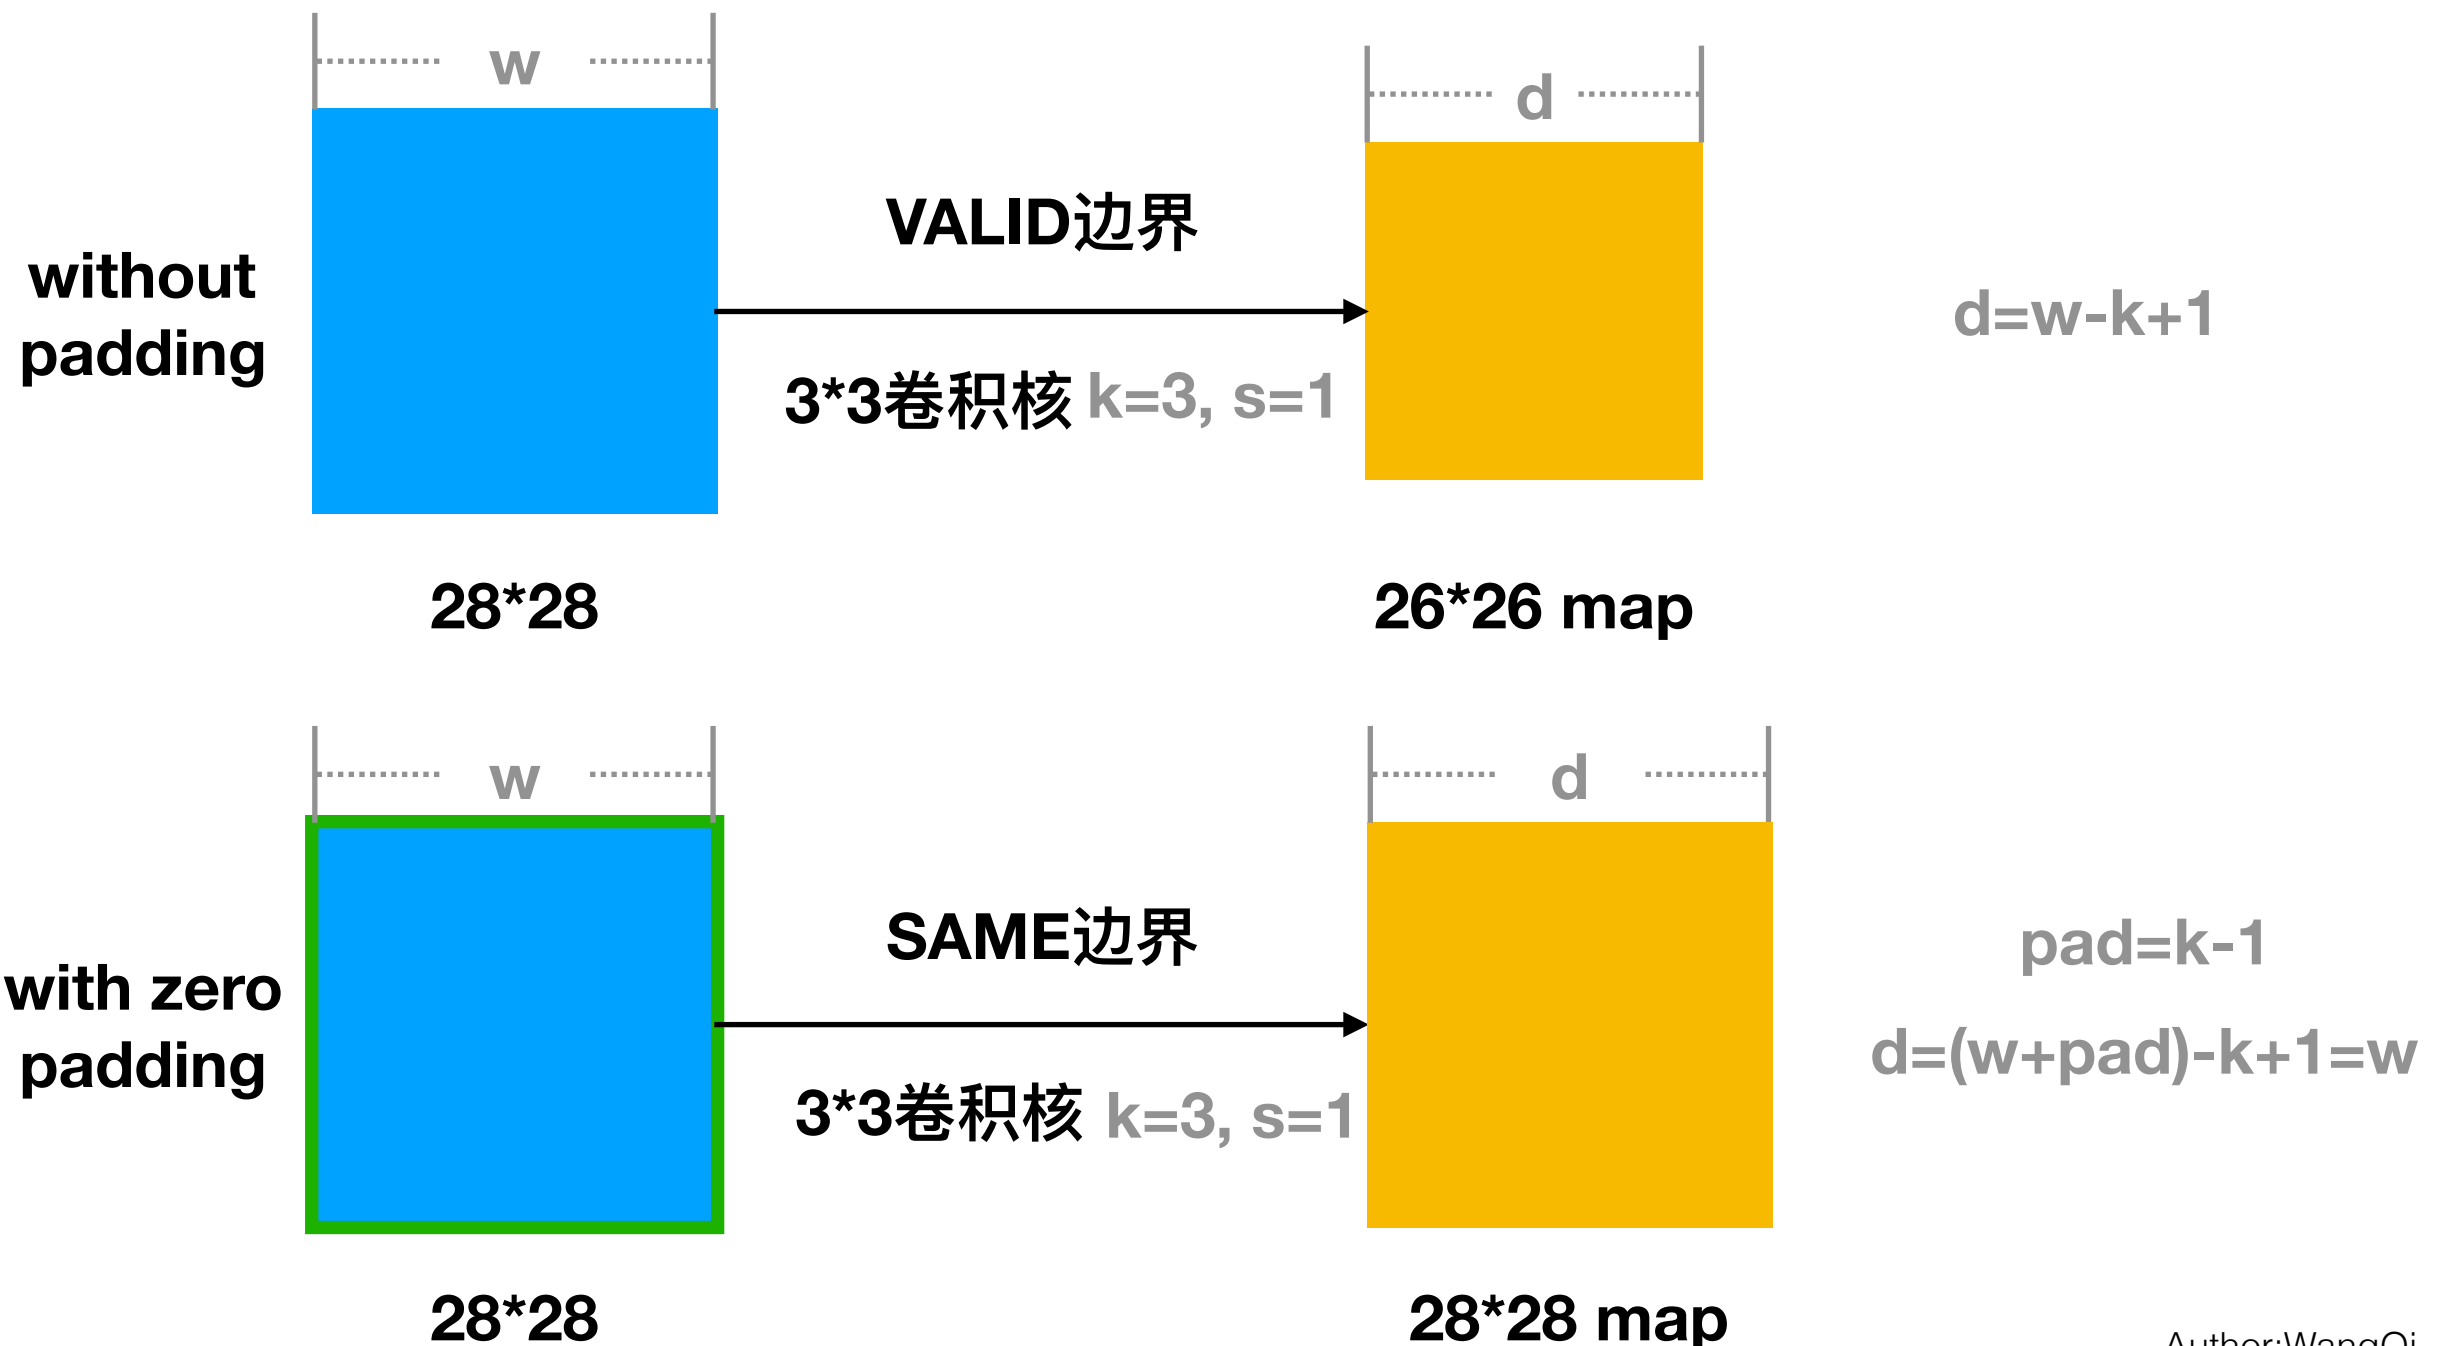 w
d
VALID边界
without
padding
3*3卷积核 k=3, s=1
d=w-k+1
28*28
26*26 map
w
d
SAME边界
with zero
padding
3*3卷积核 k=3, s=1
pad=k-1
d=(w+pad)-k+1=w
28*28
28*28 map
Auther:WangQi